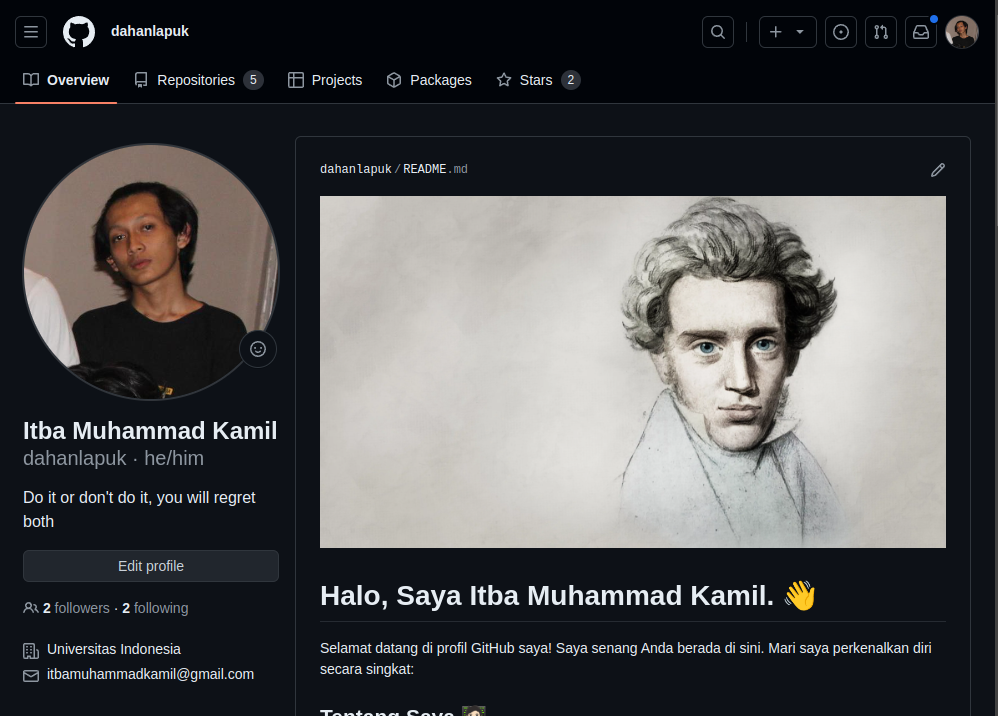 dahanlapuk
Overview
Repositories 5
Projects
Packages
Stars 2
dahanlapuk/README.md
Itba Muhammad Kamil
dahanlapuk · he/him
Do it or don't do it, you will regret
both
Edit profile
2 followers · 2 following
Universitas Indonesia
itbamuhammadkamil@gmail.com
Halo, Saya Itba Muhammad Kamil. 👋
Selamat datang di profil GitHub saya! Saya senang Anda berada di sini. Mari saya perkenalkan diri
secara singkat:
Tentang Saya